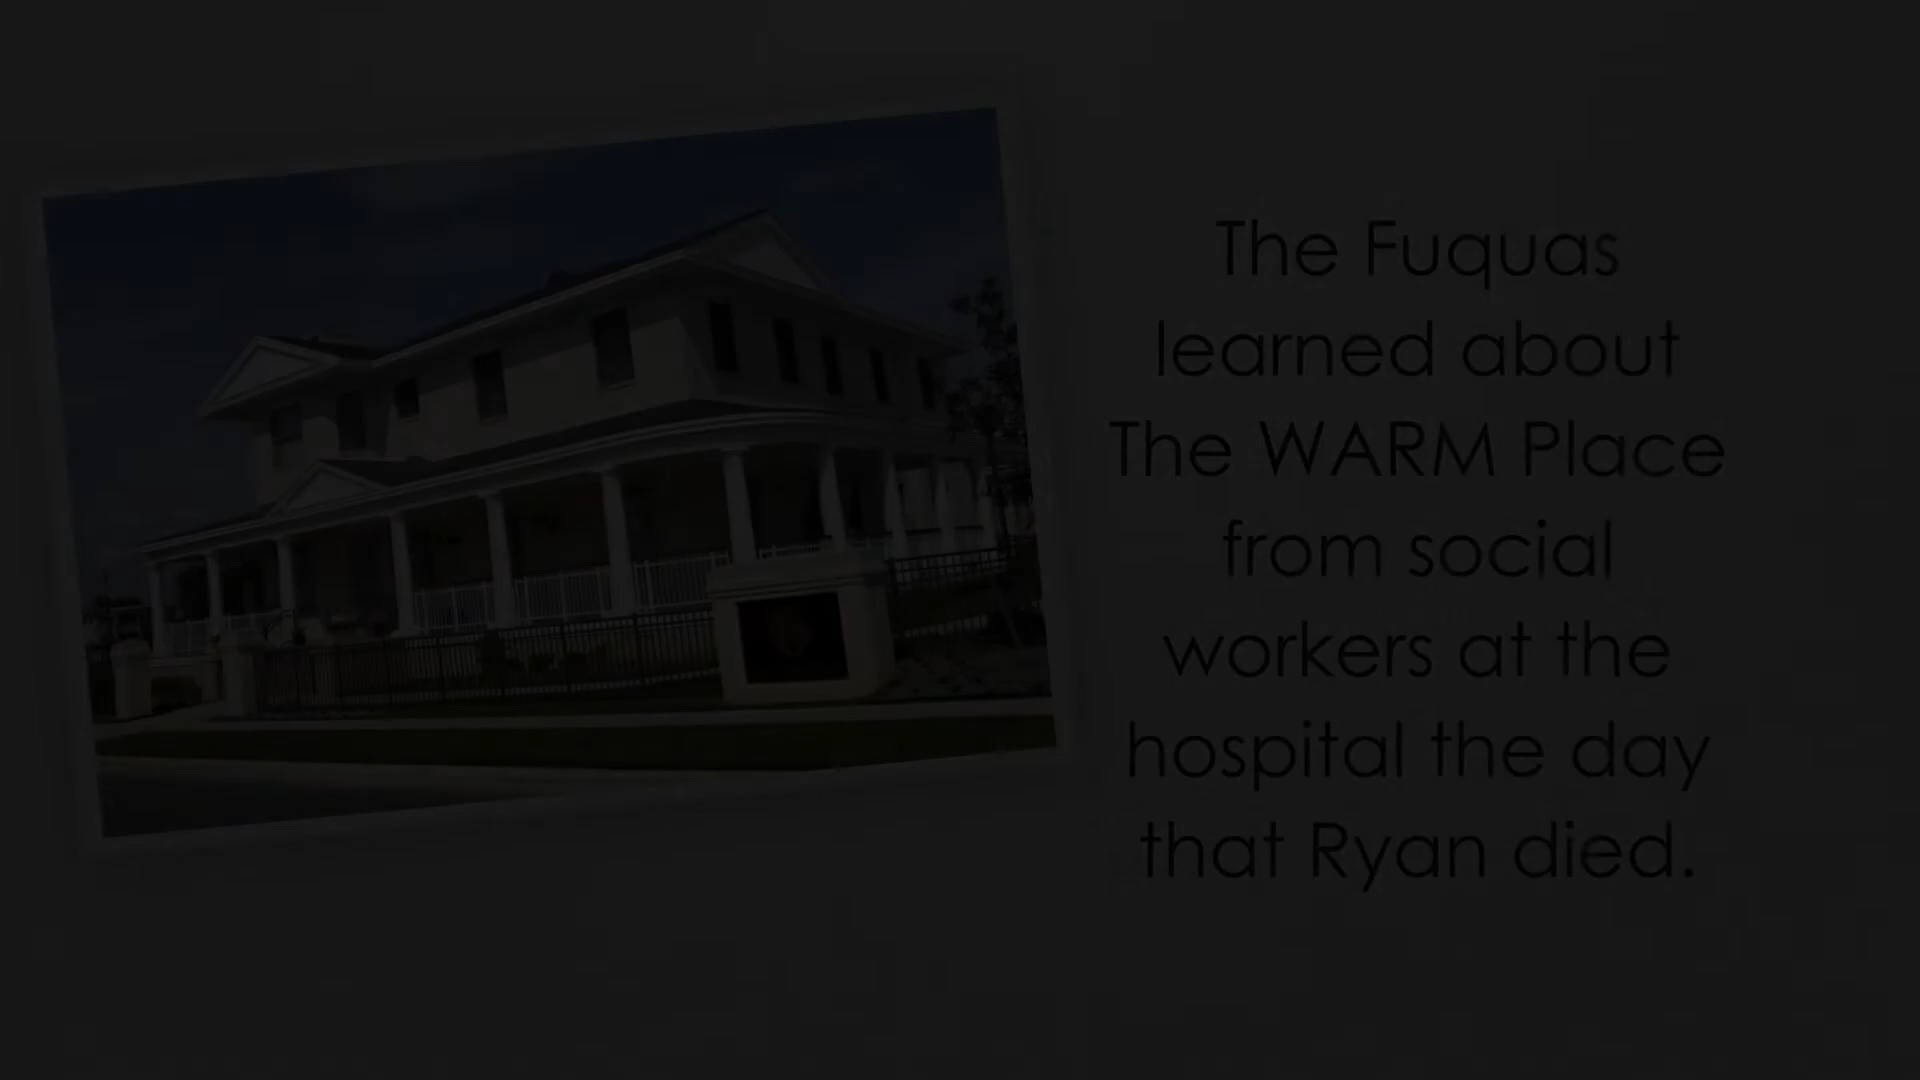 The Fuquas
learned about
The WARM Place
from social
workers at the
hospital the day
that Ryan died.